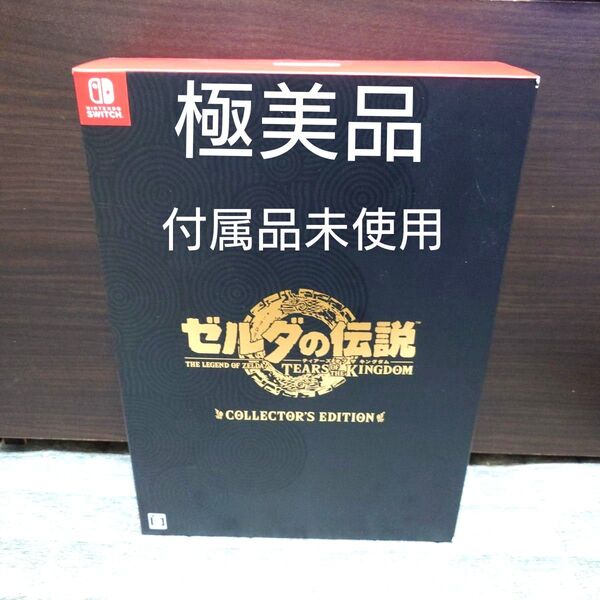 NINTENDO
SWITCH
極美品
付属品未使用
ゼルダの伝説™
ティアーズ オブ ザ キングダム
THE LEGEND OF ZELDA
TEARS OF THE KINGDOM
COLLECTOR'S EDITION